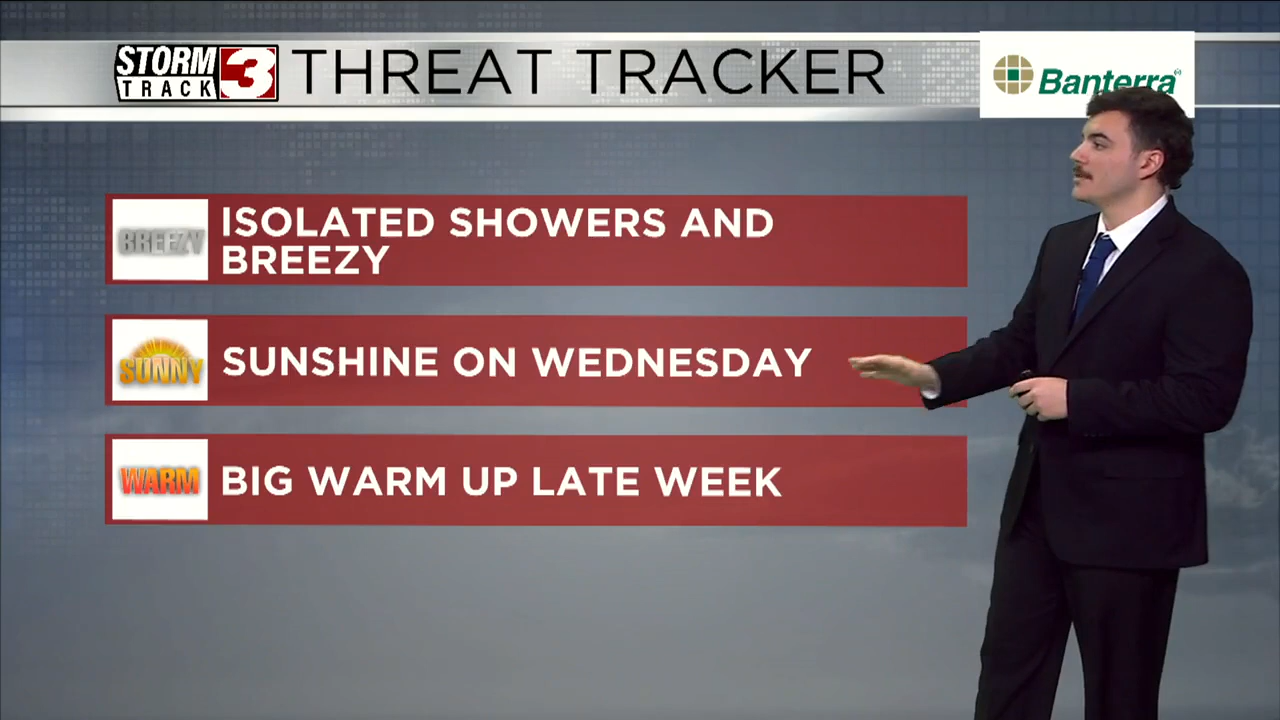 STORM
TRACK 3
THREAT TRACKER
Banterra
BREEZY
ISOLATED SHOWERS AND
BREEZY
SUNNY
SUNSHINE ON WEDNESDAY
WARM
BIG WARM UP LATE WEEK